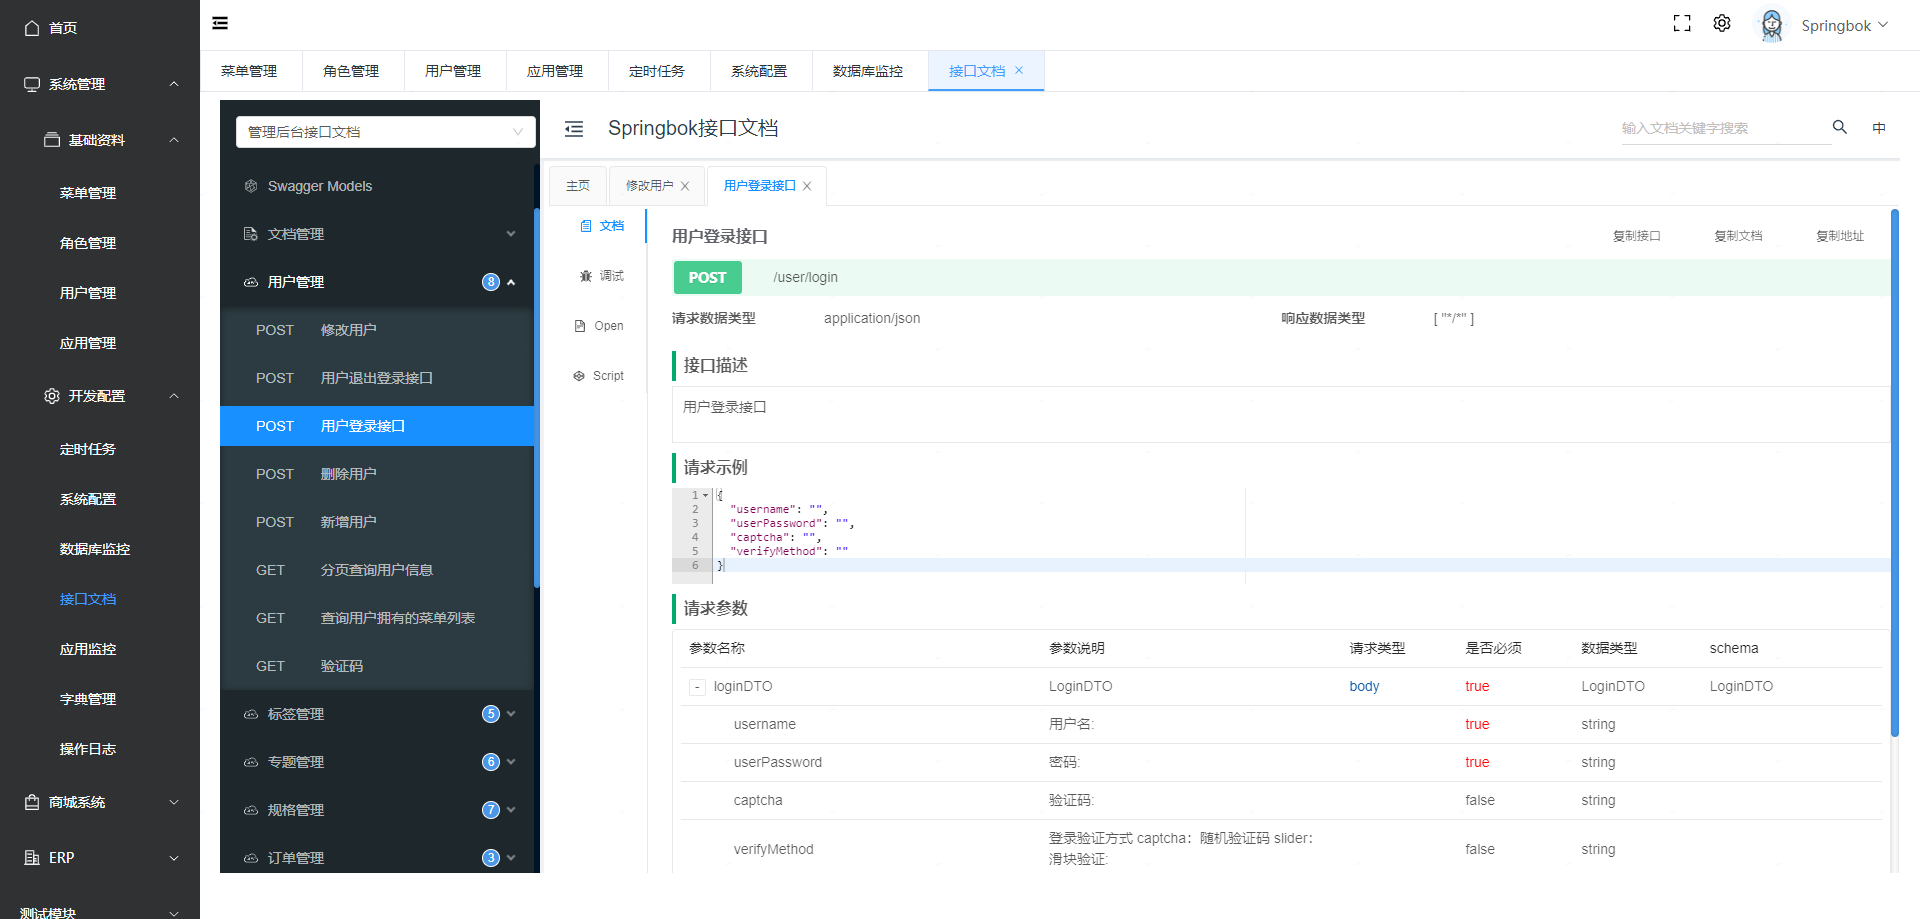 首页
系统管理
基础资料
菜单管理
角色管理
用户管理
应用管理
开发配置
定时任务
系统配置
数据库监控
接口文档
应用监控
字典管理
操作日志
商城系统
ERP
测试模块
Springbok
菜单管理 角色管理 用户管理 应用管理 定时任务 系统配置 数据库监控 接口文档 ×
管理后台接口文档
Swagger Models
文档管理
用户管理 8
POST 修改用户
POST 用户退出登录接口
POST 用户登录接口
POST 删除用户
POST 新增用户
GET 分页查询用户信息
GET 查询用户拥有的菜单列表
GET 验证码
标签管理 5
专题管理 6
规格管理 7
订单管理 3
Springbok接口文档
输入文档关键字搜索 中
主页 修改用户 × 用户登录接口 ×
文档
调试
Open
Script
用户登录接口 复制接口 复制文档 复制地址
POST /user/login
请求数据类型 application/json 响应数据类型 [ "*/*" ]
接口描述
用户登录接口
请求示例
1 {
2 "username": "",
3 "userPassword": "",
4 "captcha": "",
5 "verifyMethod": ""
6 }
请求参数
参数名称 参数说明 请求类型 是否必须 数据类型 schema
- loginDTO LoginDTO body true LoginDTO LoginDTO
username 用户名: true string
userPassword 密码: true string
captcha 验证码: false string
verifyMethod 登录验证方式 captcha：随机验证码 slider：滑块验证: false string